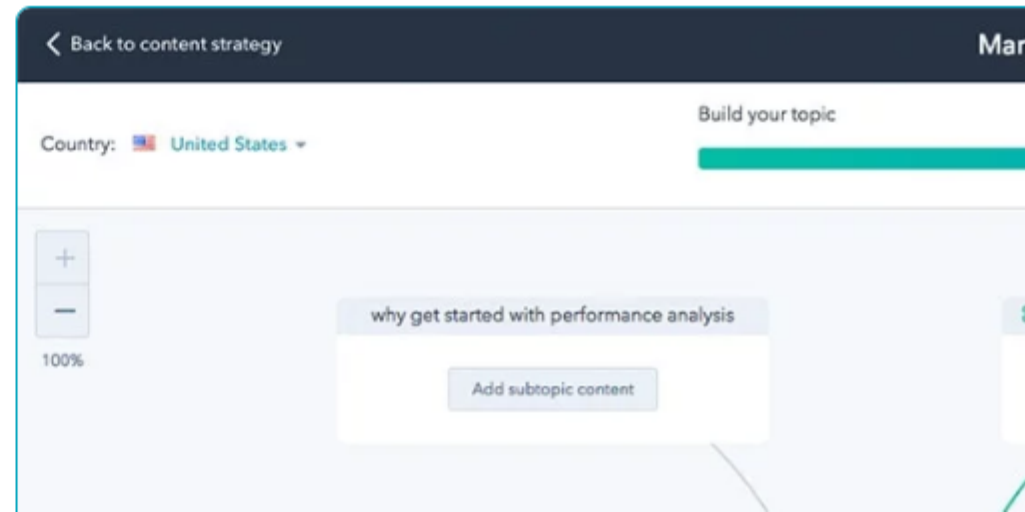 Back to content strategy
Build your topic
Country: United States
+
−
100%
why get started with performance analysis
Add subtopic content